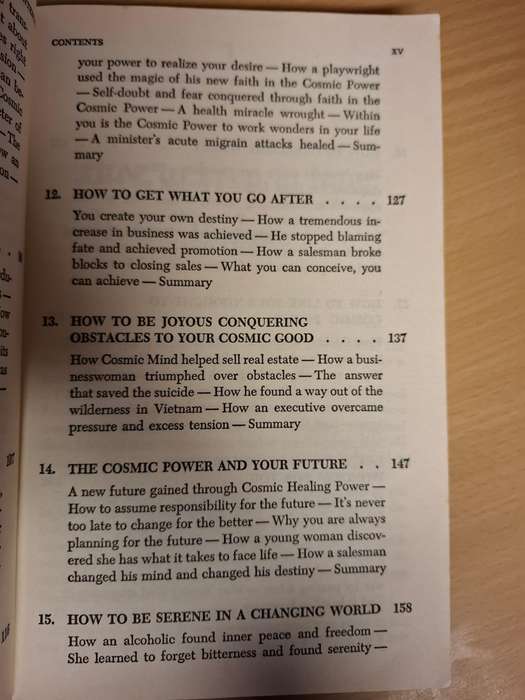 CONTENTS
xv
your power to realize your desire — How a playwright
used the magic of his new faith in the Cosmic Power
— Self-doubt and fear conquered through faith in the
Cosmic Power — A health miracle wrought — Within
you is the Cosmic Power to work wonders in your life
— A minister's acute migrain attacks healed — Sum-
mary
12. HOW TO GET WHAT YOU GO AFTER . . . . 127
You create your own destiny — How a tremendous in-
crease in business was achieved — He stopped blaming
fate and achieved promotion — How a salesman broke
blocks to closing sales — What you can conceive, you
can achieve — Summary
13. HOW TO BE JOYOUS CONQUERING
OBSTACLES TO YOUR COSMIC GOOD . . . . 137
How Cosmic Mind helped sell real estate — How a busi-
nesswoman triumphed over obstacles — The answer
that saved the suicide — How he found a way out of the
wilderness in Vietnam — How an executive overcame
pressure and excess tension — Summary
14. THE COSMIC POWER AND YOUR FUTURE . . 147
A new future gained through Cosmic Healing Power —
How to assume responsibility for the future — It's never
too late to change for the better — Why you are always
planning for the future — How a young woman discov-
ered she has what it takes to face life — How a salesman
changed his mind and changed his destiny — Summary
15. HOW TO BE SERENE IN A CHANGING WORLD 158
How an alcoholic found inner peace and freedom —
She learned to forget bitterness and found serenity —